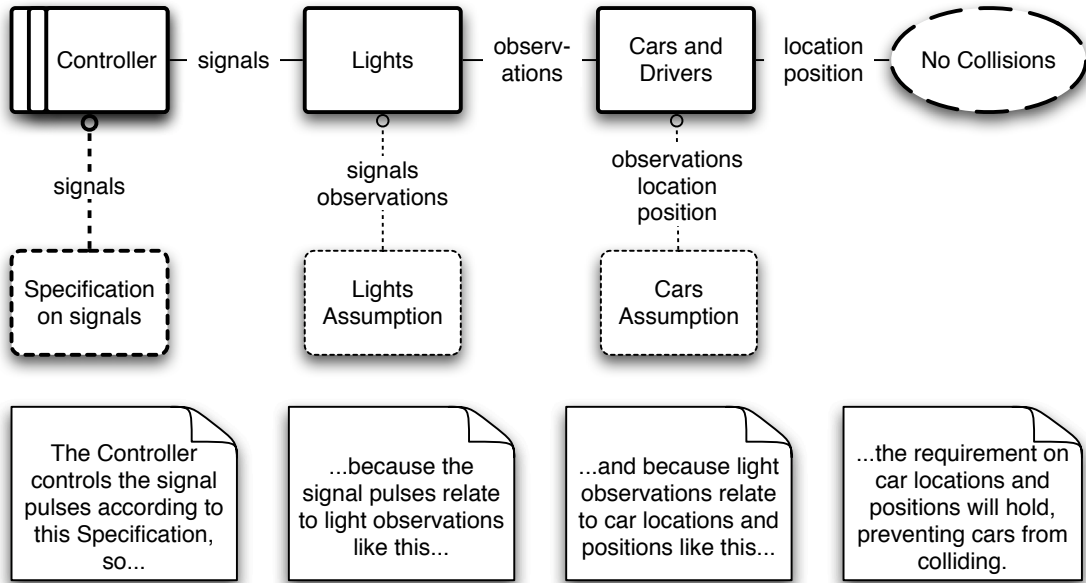 Controller
signals
Lights
observ-
ations
Cars and
Drivers
location
position
No Collisions
signals
signals
observations
observations
location
position
Specification
on signals
Lights
Assumption
Cars
Assumption
The Controller
controls the signal
pulses according to
this Specification,
so...
...because the
signal pulses relate
to light observations
like this...
...and because light
observations relate
to car locations and
positions like this...
...the requirement on
car locations and
positions will hold,
preventing cars from
colliding.